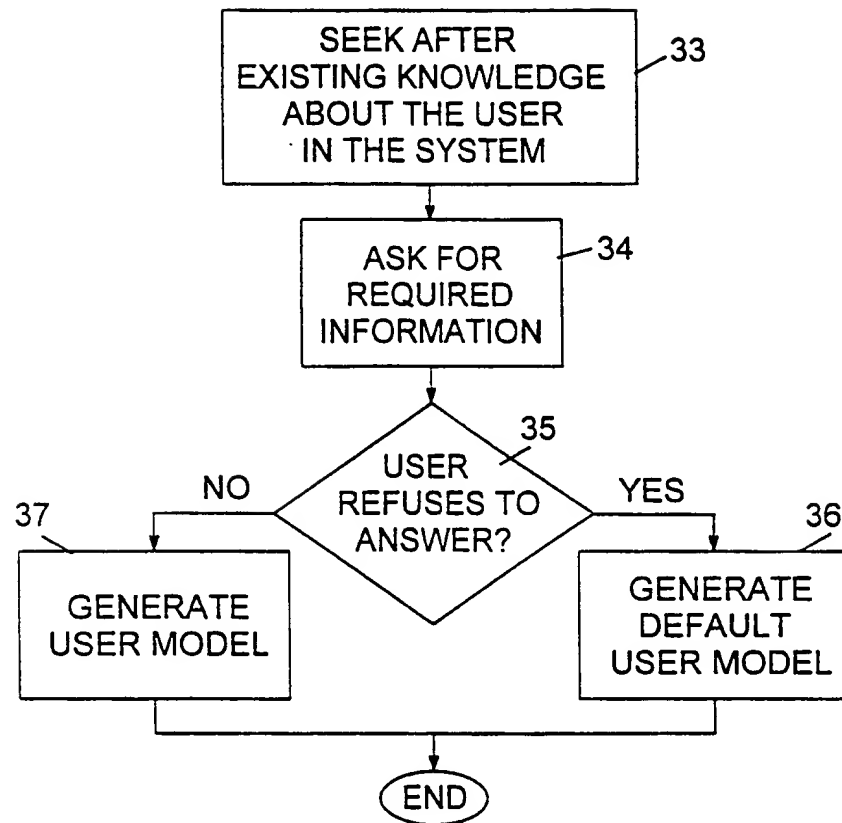 SEEK AFTER
EXISTING KNOWLEDGE
ABOUT THE USER
IN THE SYSTEM
33
ASK FOR
REQUIRED
INFORMATION
34
USER
REFUSES TO
ANSWER?
35
NO
YES
37
GENERATE
USER MODEL
36
GENERATE
DEFAULT
USER MODEL
END